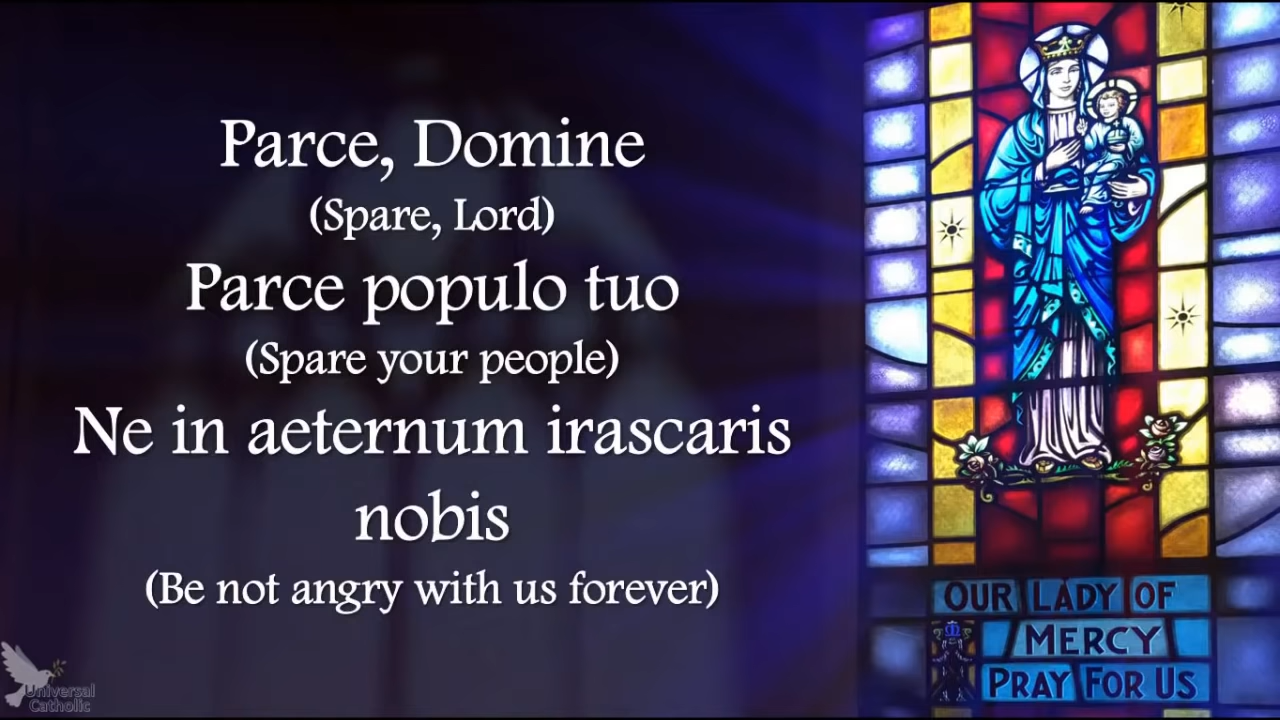 Parce, Domine
(Spare, Lord)
Parce populo tuo
(Spare your people)
Ne in aeternum irascaris
nobis
(Be not angry with us forever)
OUR LADY OF
MERCY
PRAY FOR US
Universal
Catholic